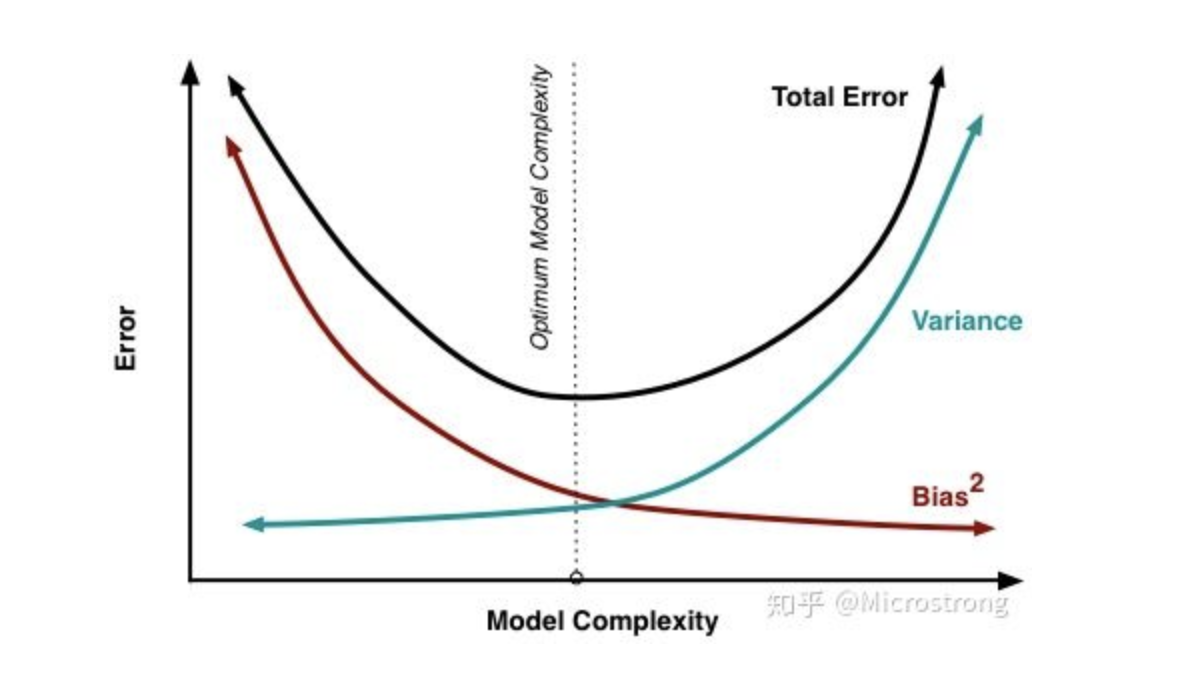 Optimum Model Complexity
Total Error
Error
Variance
Bias²
Model Complexity
知乎 @Microstrong